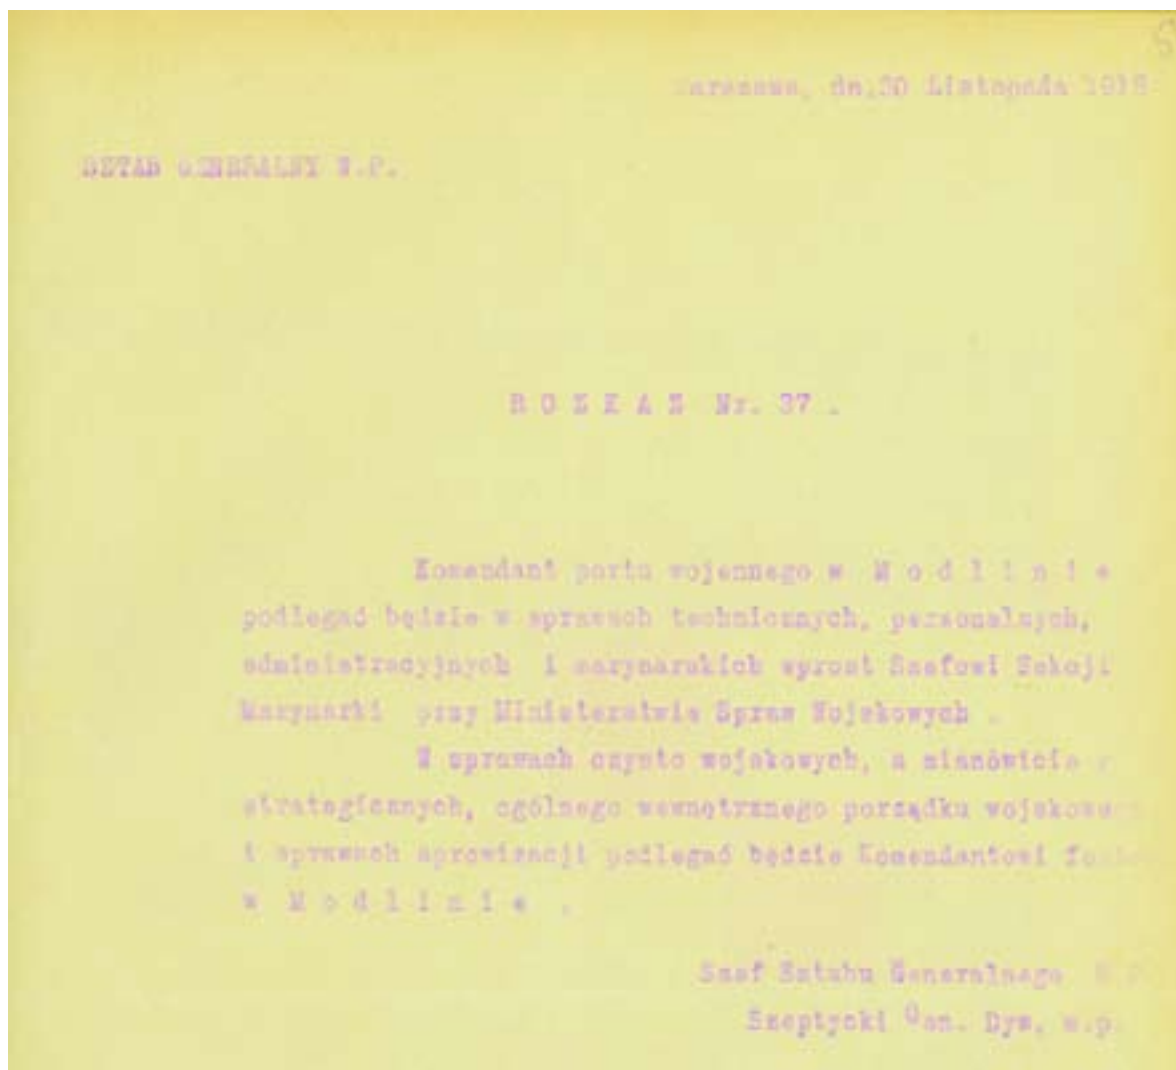 Warszawa, dn.30 Listopada 1918
SZTAB GENERALNY W.P.
R O Z K A Z Nr. 37 .
Komendant portu wojennego w M o d l i n i e
podlegać będzie w sprawach technicznych, personalnych,
administracyjnych i marynarskich wprost Szefowi Sekcji
Marynarki przy Ministerstwie Spraw Wojskowych .
W sprawach czysto wojskowych, a mianowicie
strategicznych, ogólnego wewnętrznego porządku
i sprawach aprowizacji podlegać będzie Komendantowi
w M o d l i n i e .
Szef Sztabu Generalnego
Szeptycki Gen. Dyw. w.p.